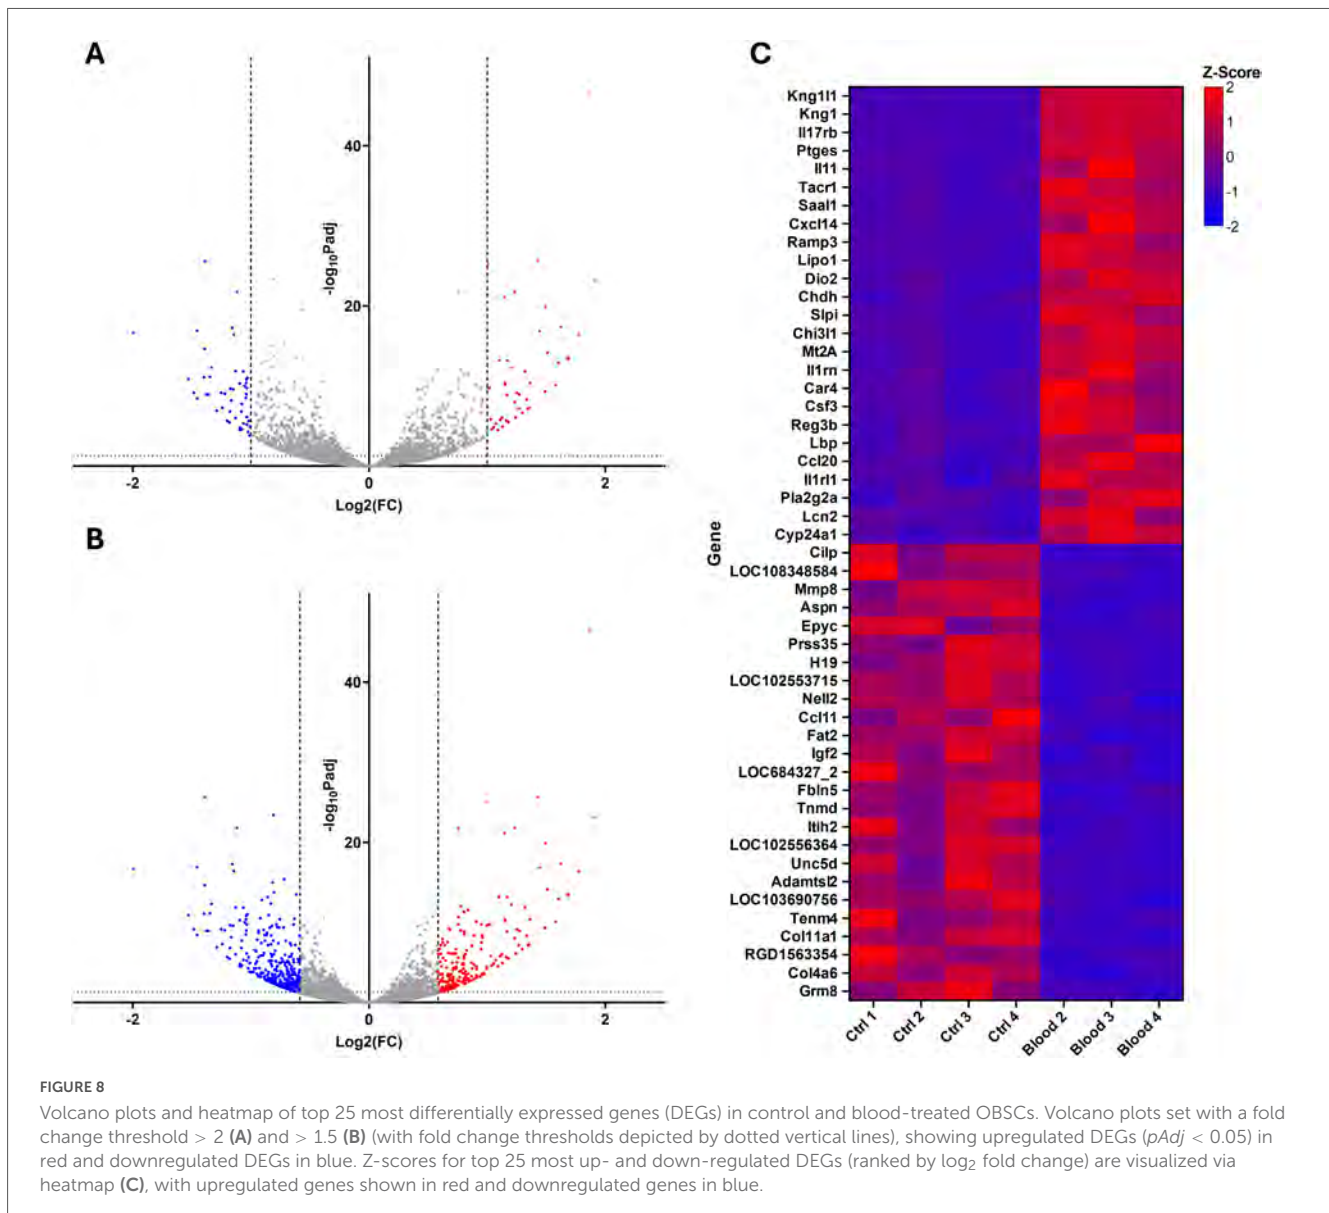 A
40
20
-log10Padj
-2
0
2
Log2(FC)
B
40
20
-log10Padj
-2
0
2
Log2(FC)
C
Z-Score
2
1
0
-1
-2
Gene
Kng1l1
Kng1
Il17rb
Ptges
Il11
Tacr1
Saal1
Cxcl14
Ramp3
Lipo1
Dio2
Chdh
Slpi
Chi3l1
Mt2A
Il1rn
Car4
Csf3
Reg3b
Lbp
Ccl20
Il1rl1
Pla2g2a
Lcn2
Cyp24a1
Cilp
LOC108348584
Mmp8
Aspn
Epyc
Prss35
H19
LOC102553715
Nell2
Ccl11
Fat2
Igf2
LOC684327_2
Fbln5
Tnmd
Itih2
LOC102556364
Unc5d
Adamtsl2
LOC103690756
Tenm4
Col11a1
RGD1563354
Col4a6
Grm8
Ctrl 1
Ctrl 2
Ctrl 3
Ctrl 4
Blood 2
Blood 3
Blood 4
FIGURE 8
Volcano plots and heatmap of top 25 most differentially expressed genes (DEGs) in control and blood-treated OBSCs. Volcano plots set with a fold
change threshold > 2 (A) and > 1.5 (B) (with fold change thresholds depicted by dotted vertical lines), showing upregulated DEGs (pAdj < 0.05) in
red and downregulated DEGs in blue. Z-scores for top 25 most up- and down-regulated DEGs (ranked by log2 fold change) are visualized via
heatmap (C), with upregulated genes shown in red and downregulated genes in blue.